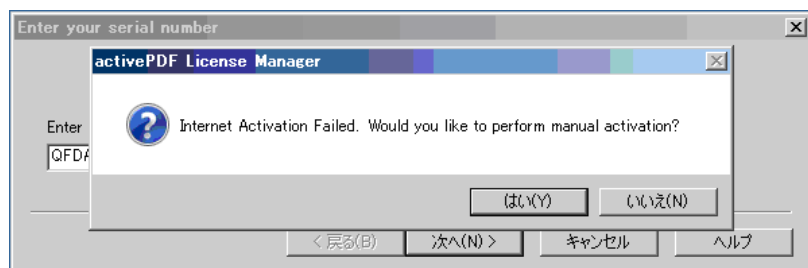 Enter your serial number
activePDF License Manager
Internet Activation Failed. Would you like to perform manual activation?
Enter
QFDA
はい(Y) いいえ(N)
< 戻る(B) 次へ(N) > キャンセル ヘルプ